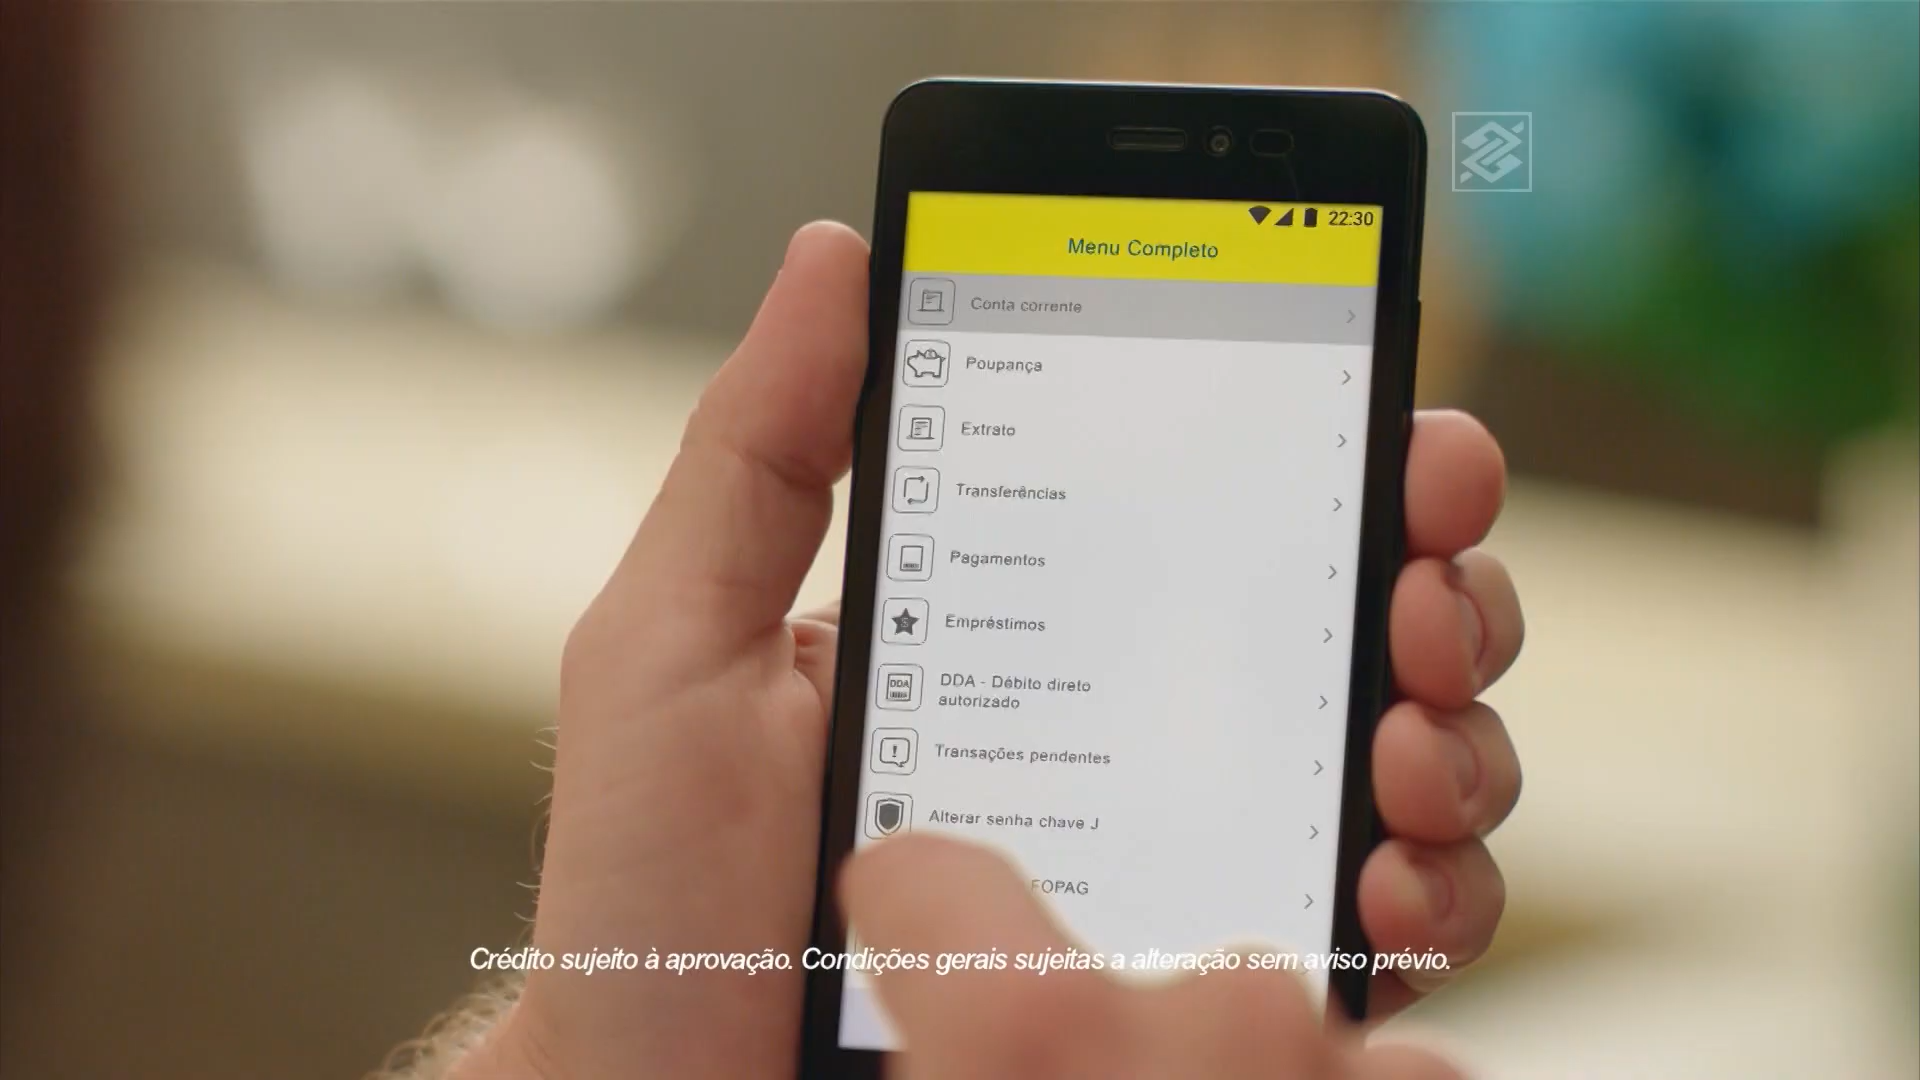 22:30
Menu Completo
Conta corrente
Poupança
Extrato
Transferências
Pagamentos
Empréstimos
DDA
DDA - Débito direto
autorizado
Transações pendentes
Alterar senha chave J
FOPAG
Crédito sujeito à aprovação. Condições gerais sujeitas a alteração sem aviso prévio.